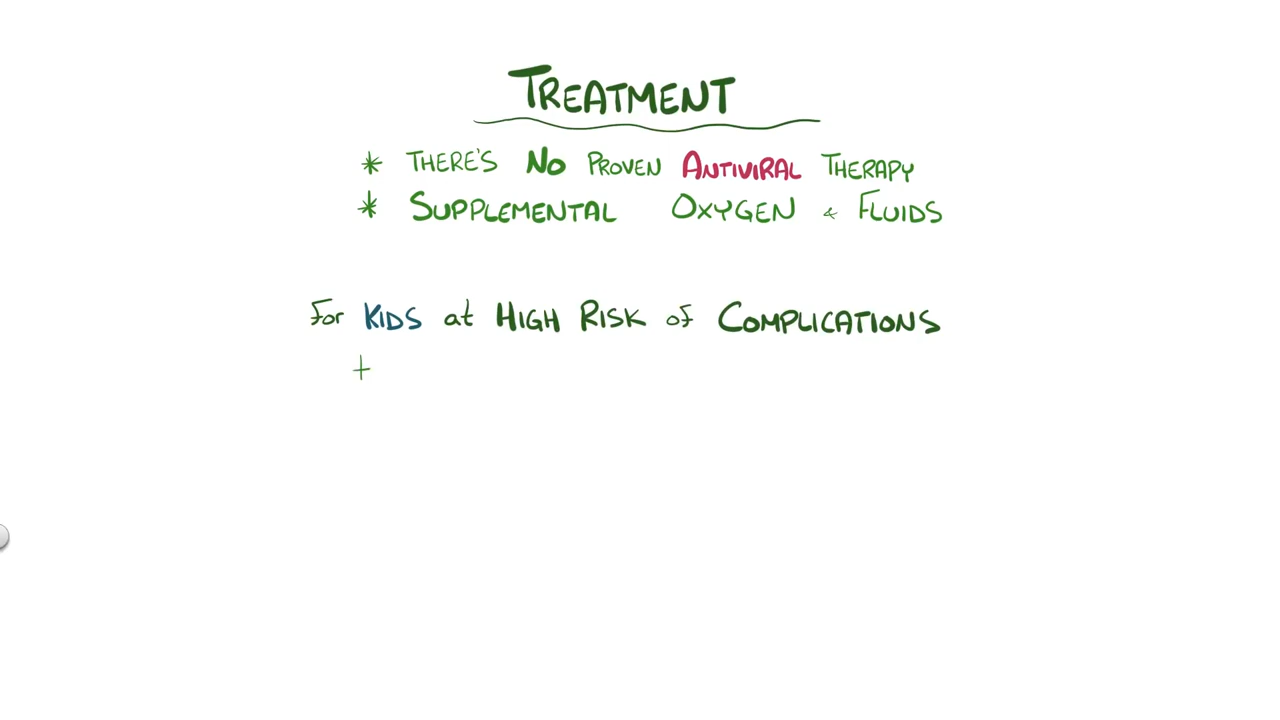 TREATMENT
* THERE'S NO PROVEN ANTIVIRAL THERAPY
* SUPPLEMENTAL OXYGEN & FLUIDS
For KIDS at HIGH RISK of COMPLICATIONS
+